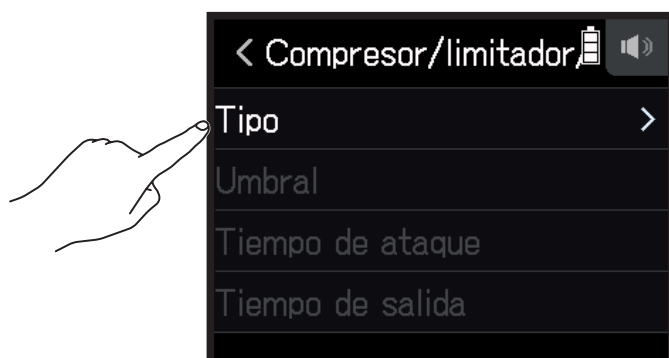 Compresor/limitador/
Tipo
Umbral
Tiempo de ataque
Tiempo de salida